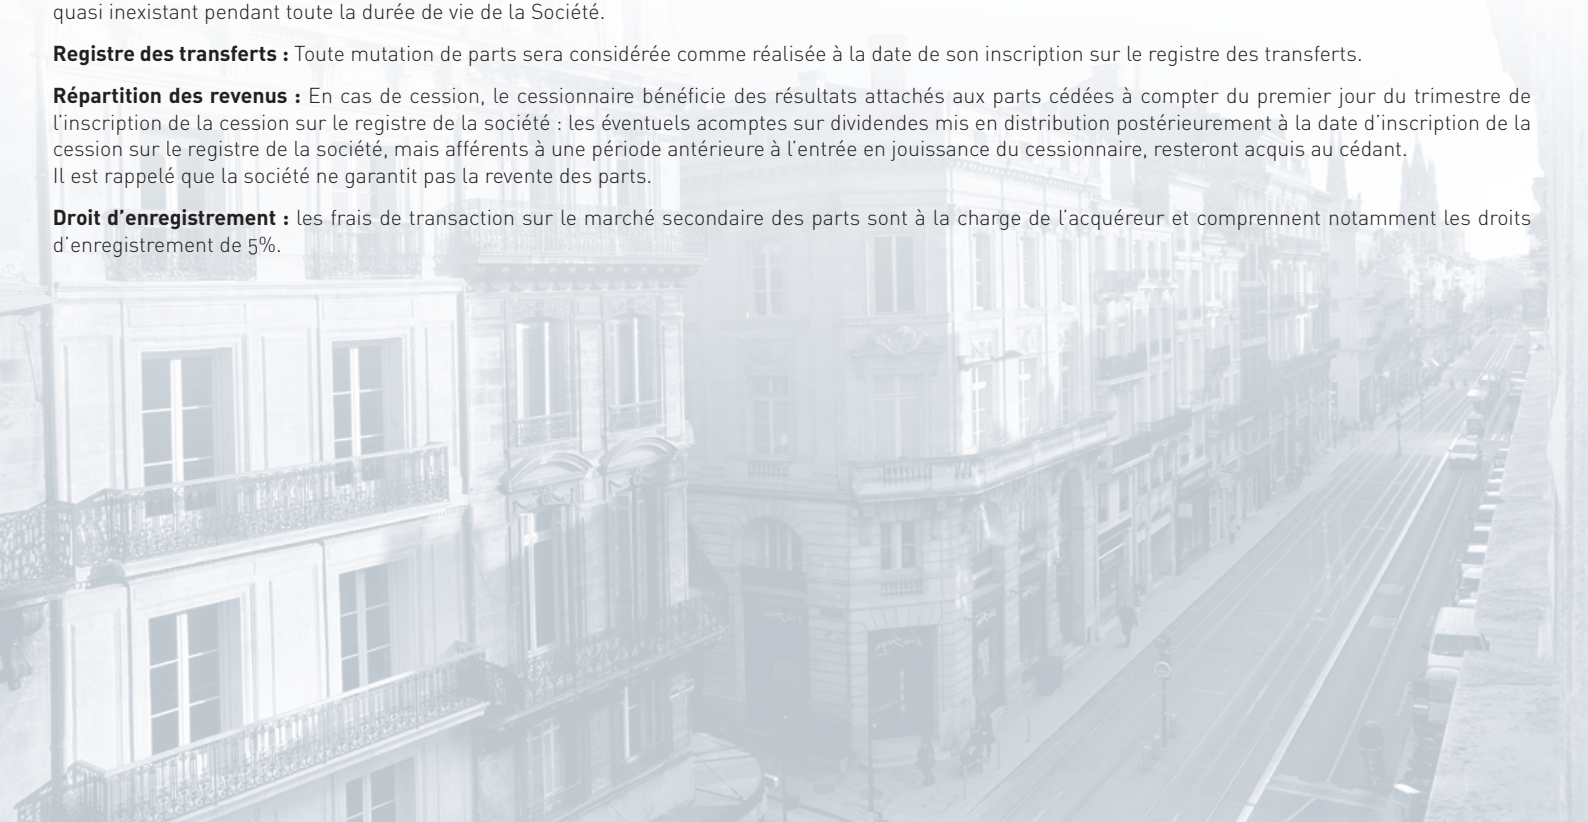 quasi inexistant pendant toute la durée de vie de la Société.
Registre des transferts : Toute mutation de parts sera considérée comme réalisée à la date de son inscription sur le registre des transferts.
Répartition des revenus : En cas de cession, le cessionnaire bénéficie des résultats attachés aux parts cédées à compter du premier jour du trimestre de
l'inscription de la cession sur le registre de la société : les éventuels acomptes sur dividendes mis en distribution postérieurement à la date d'inscription de la
cession sur le registre de la société, mais afférents à une période antérieure à l'entrée en jouissance du cessionnaire, resteront acquis au cédant.
Il est rappelé que la société ne garantit pas la revente des parts.
Droit d'enregistrement : les frais de transaction sur le marché secondaire des parts sont à la charge de l'acquéreur et comprennent notamment les droits
d'enregistrement de 5%.